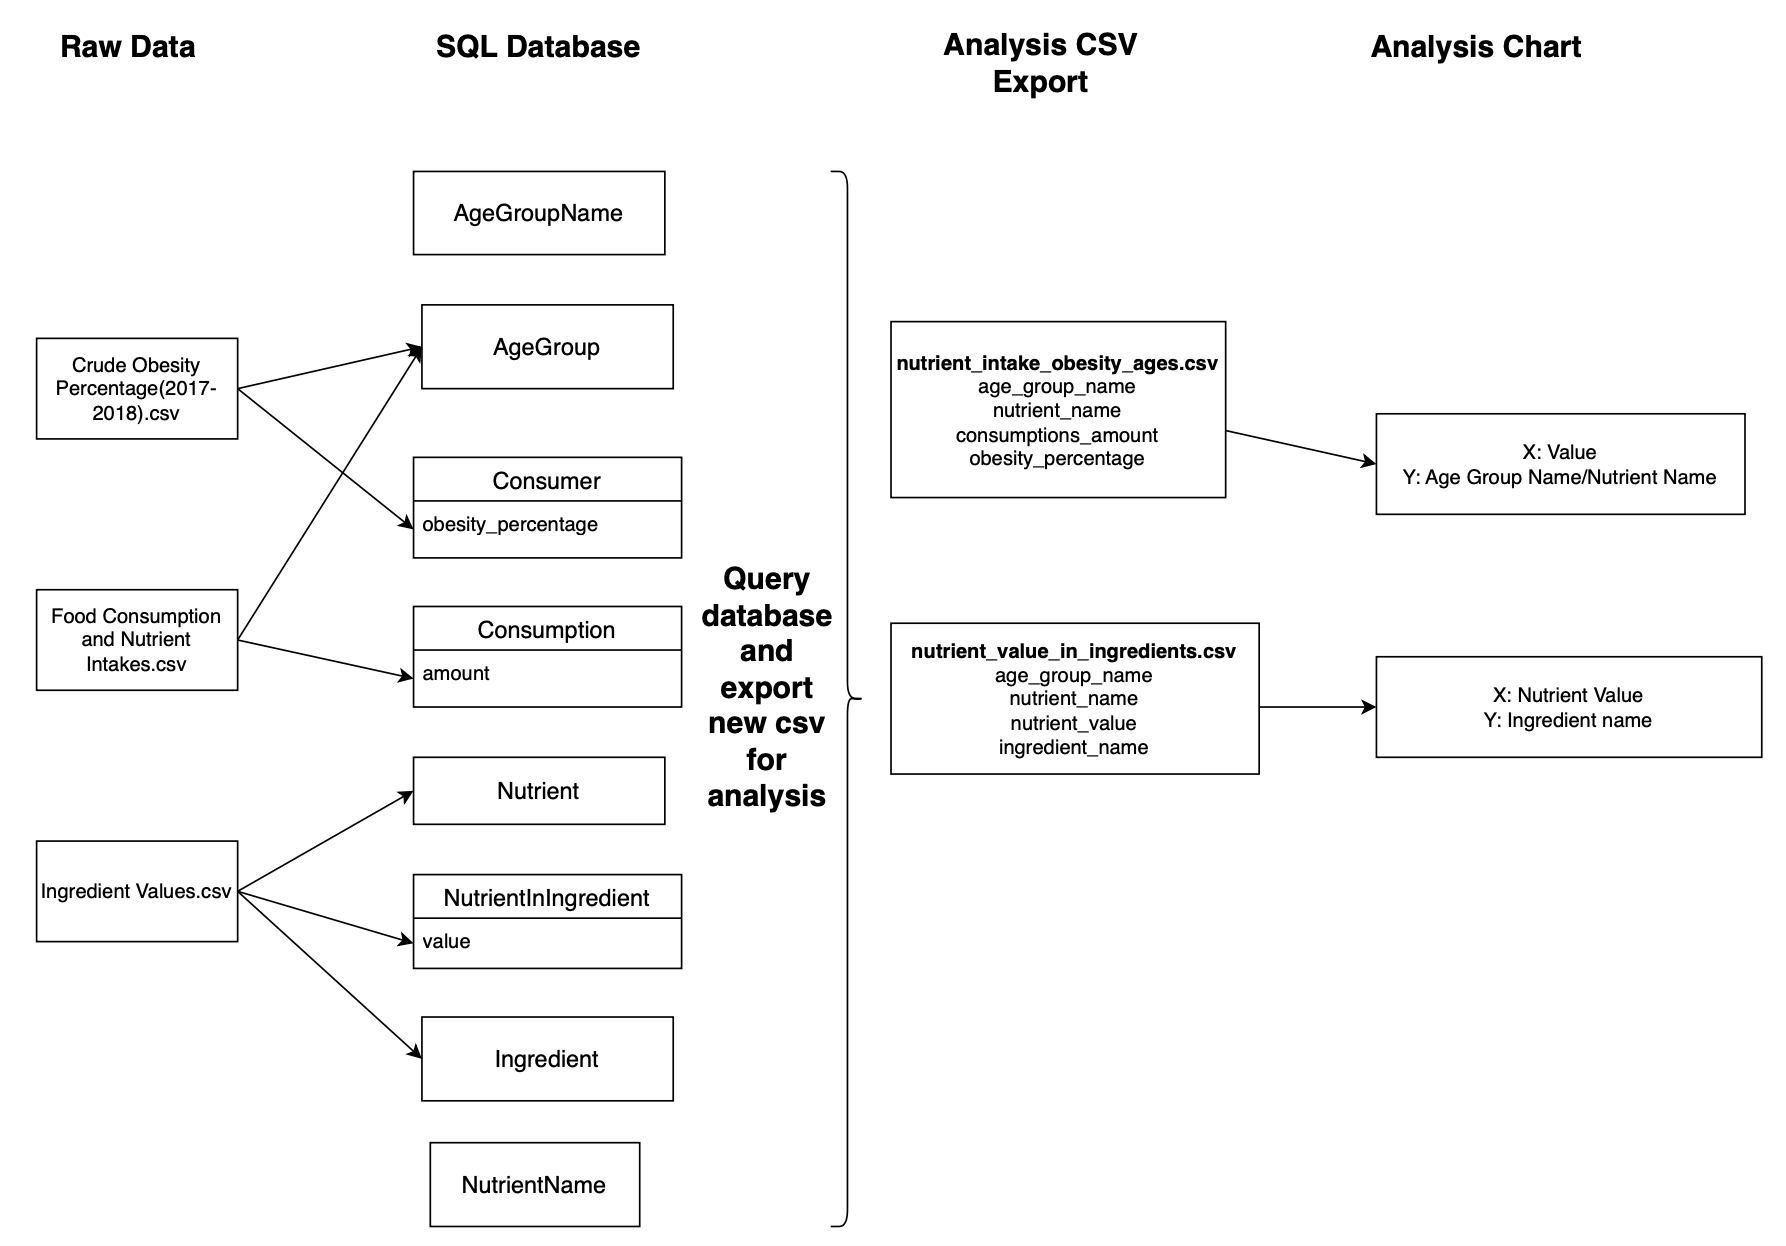 Raw Data
SQL Database
Analysis CSV
Export
Analysis Chart
AgeGroupName
Crude Obesity
Percentage(2017-
2018).csv
AgeGroup
Consumer
obesity_percentage
Food Consumption
and Nutrient
Intakes.csv
Consumption
amount
Nutrient
Ingredient Values.csv
NutrientInIngredient
value
Ingredient
NutrientName
Query
database
and
export
new csv
for
analysis
nutrient_intake_obesity_ages.csv
age_group_name
nutrient_name
consumptions_amount
obesity_percentage
X: Value
Y: Age Group Name/Nutrient Name
nutrient_value_in_ingredients.csv
age_group_name
nutrient_name
nutrient_value
ingredient_name
X: Nutrient Value
Y: Ingredient name